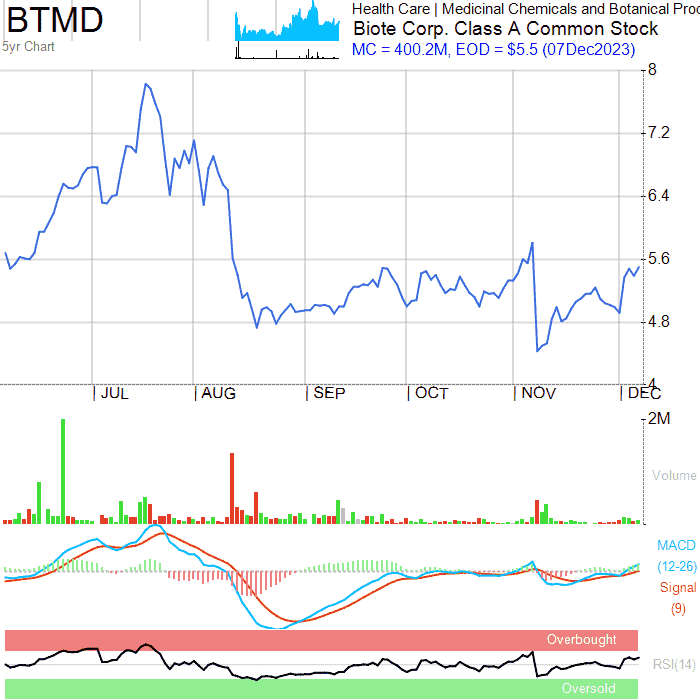 BTMD
5yr Chart
Health Care | Medicinal Chemicals and Botanical Proc
Biote Corp. Class A Common Stock
MC = 400.2M, EOD = $5.5 (07Dec2023)
8
7.2
6.4
5.6
4.8
4
JUL AUG SEP OCT NOV DEC
2M
Volume
MACD
(12-26)
Signal
(9)
Overbought
RSI(14)
Oversold